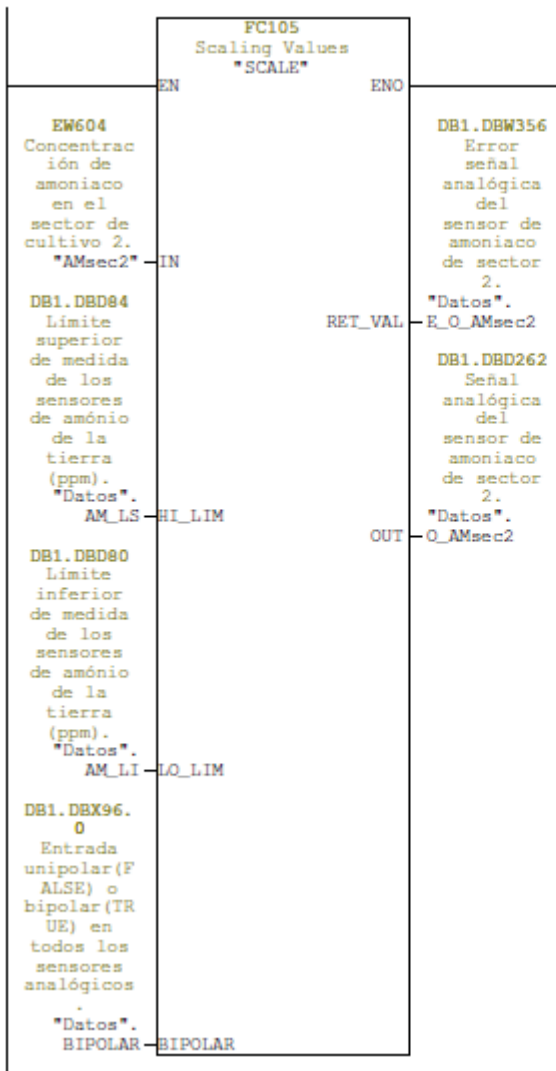 FC105
Scaling Values
"SCALE"
EN
ENO
EW604
Concentrac
ión de
amoniaco
en el
sector de
cultivo 2.
"AMsec2"
IN
DB1.DBD84
Límite
superior
de medida
de los
sensores
de amónio
de la
tierra
(ppm).
"Datos".
AM_LS
HI_LIM
DB1.DBD80
Límite
inferior
de medida
de los
sensores
de amónio
de la
tierra
(ppm).
"Datos".
AM_LI
LO_LIM
DB1.DBX96.
0
Entrada
unipolar(F
ALSE) o
bipolar(TR
UE) en
todos los
sensores
analógicos
.
"Datos".
BIPOLAR
BIPOLAR
DB1.DBW356
Error
señal
analógica
del
sensor de
amoniaco
de sector
2.
"Datos".
RET_VAL
E_O_AMsec2
DB1.DBD262
Señal
analógica
del
sensor de
amoniaco
de sector
2.
"Datos".
OUT
O_AMsec2